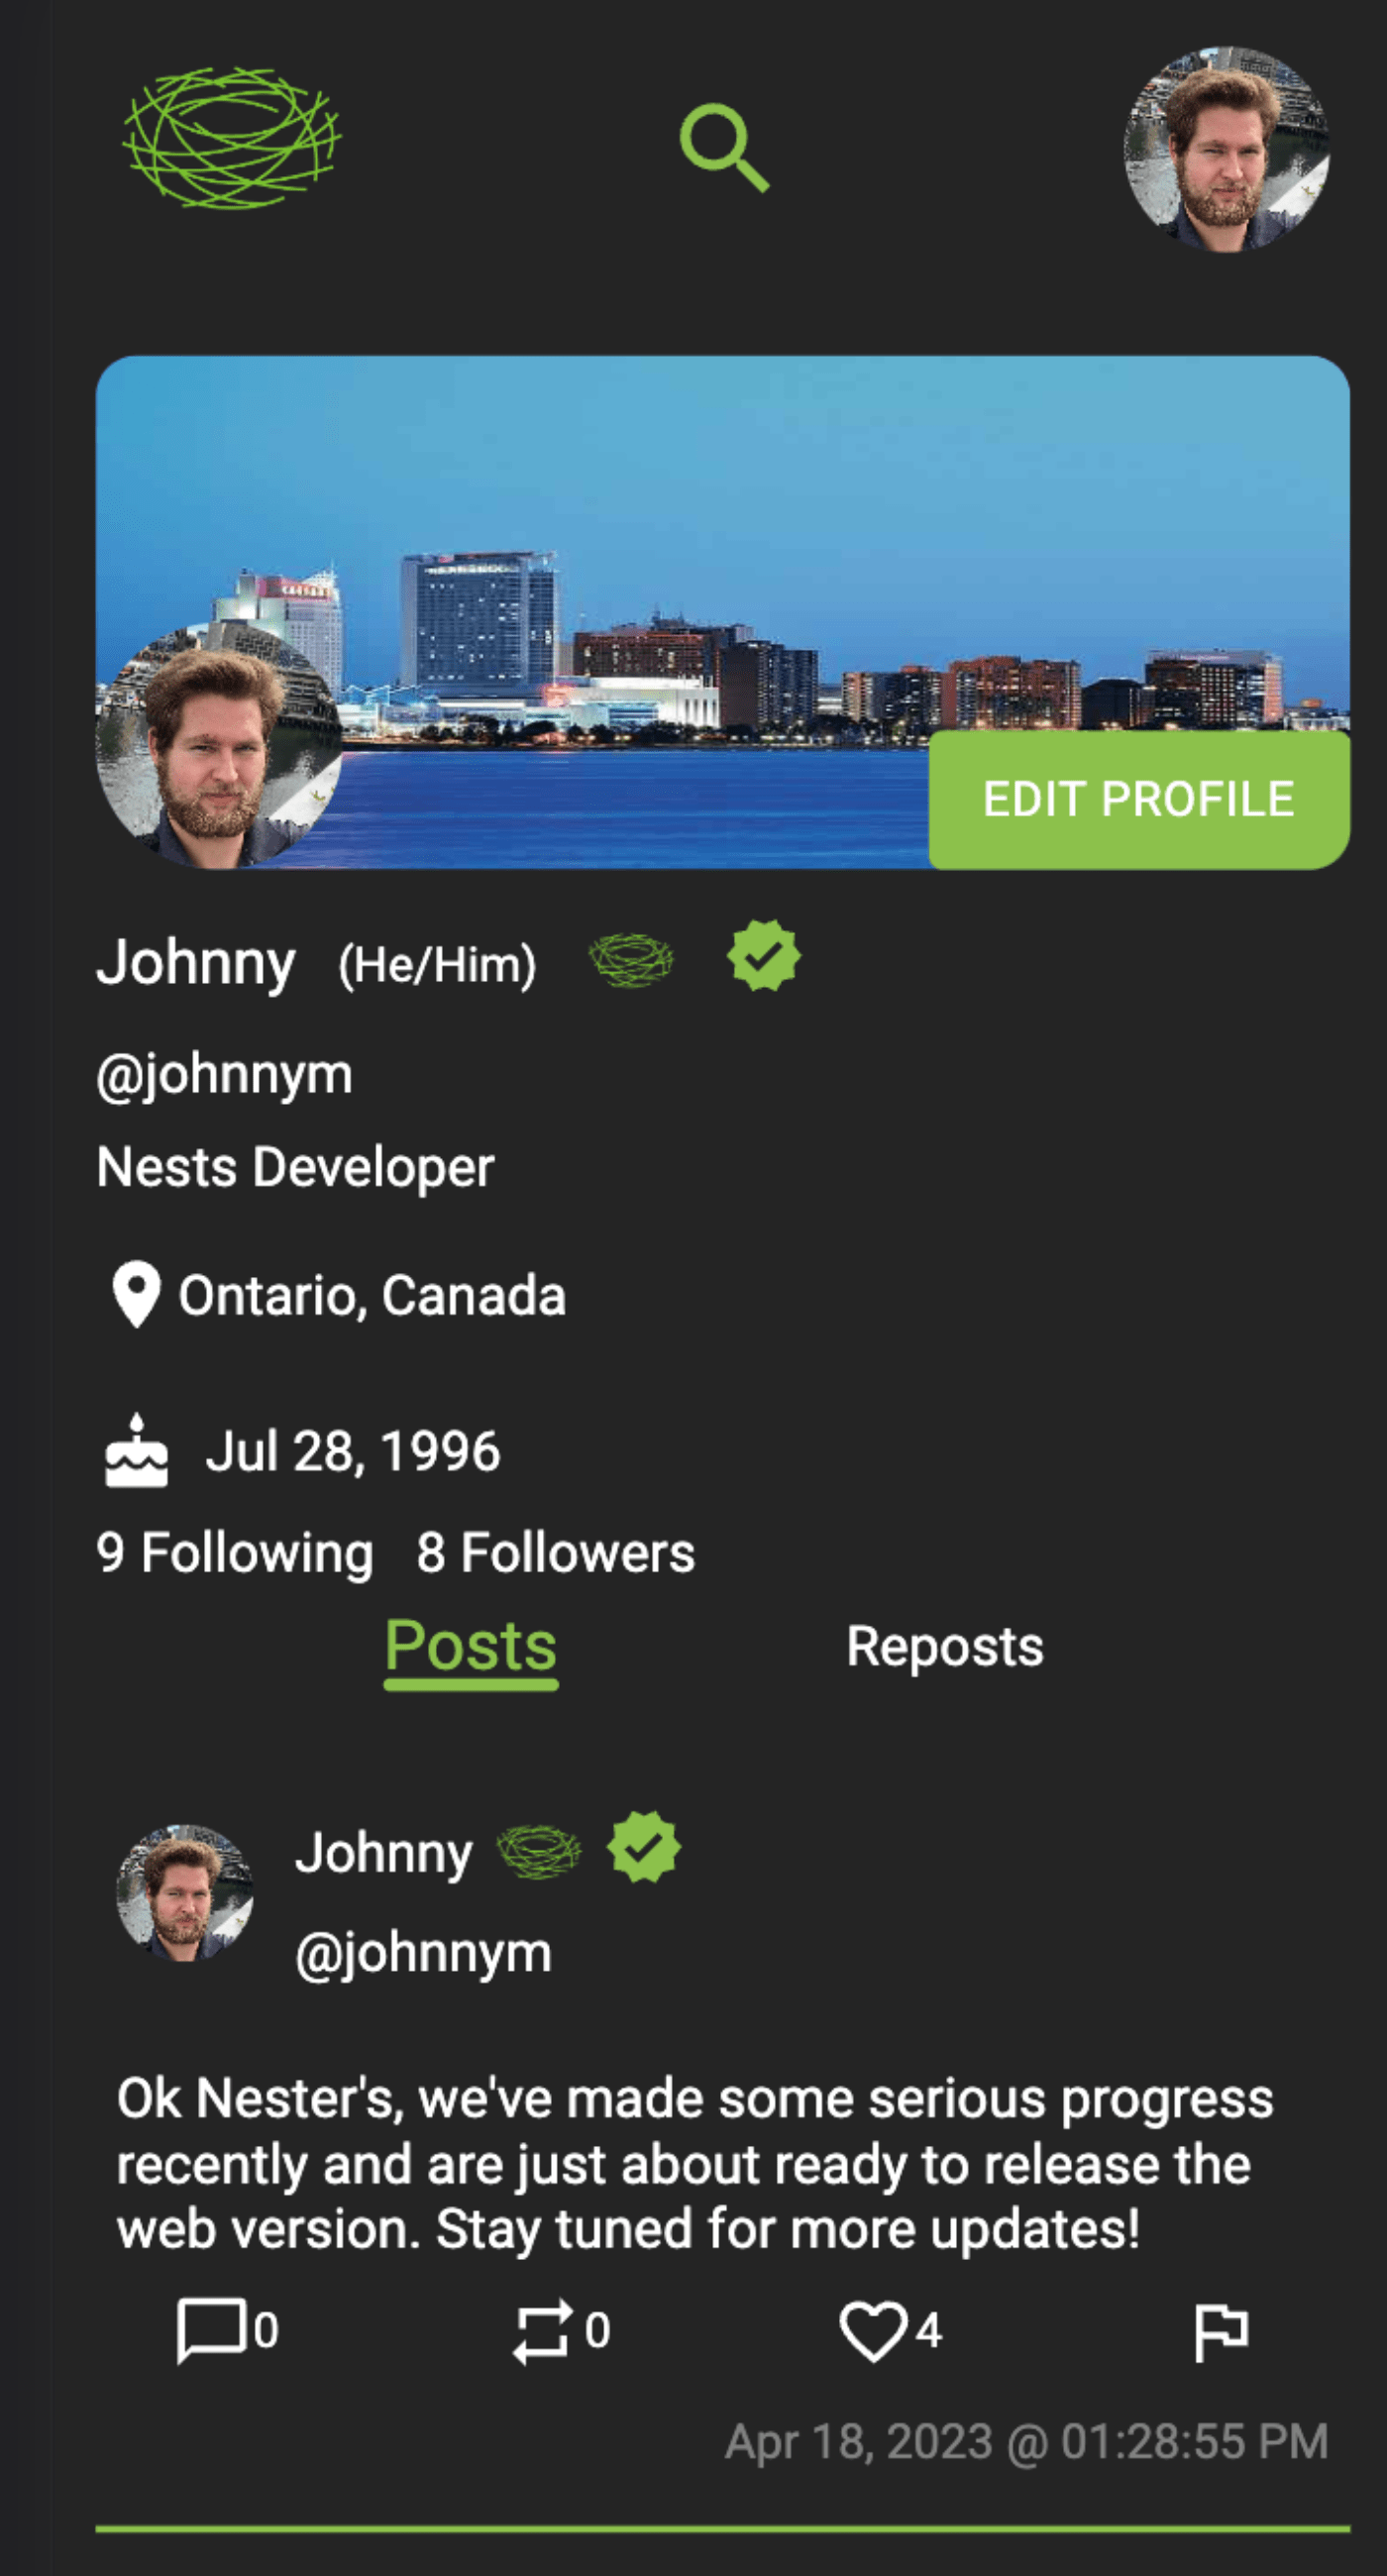 EDIT PROFILE
Johnny (He/Him)
@johnnym
Nests Developer
Ontario, Canada
Jul 28, 1996
9 Following 8 Followers
Posts Reposts
Johnny
@johnnym
Ok Nester's, we've made some serious progress
recently and are just about ready to release the
web version. Stay tuned for more updates!
0 0 4
Apr 18, 2023 @ 01:28:55 PM